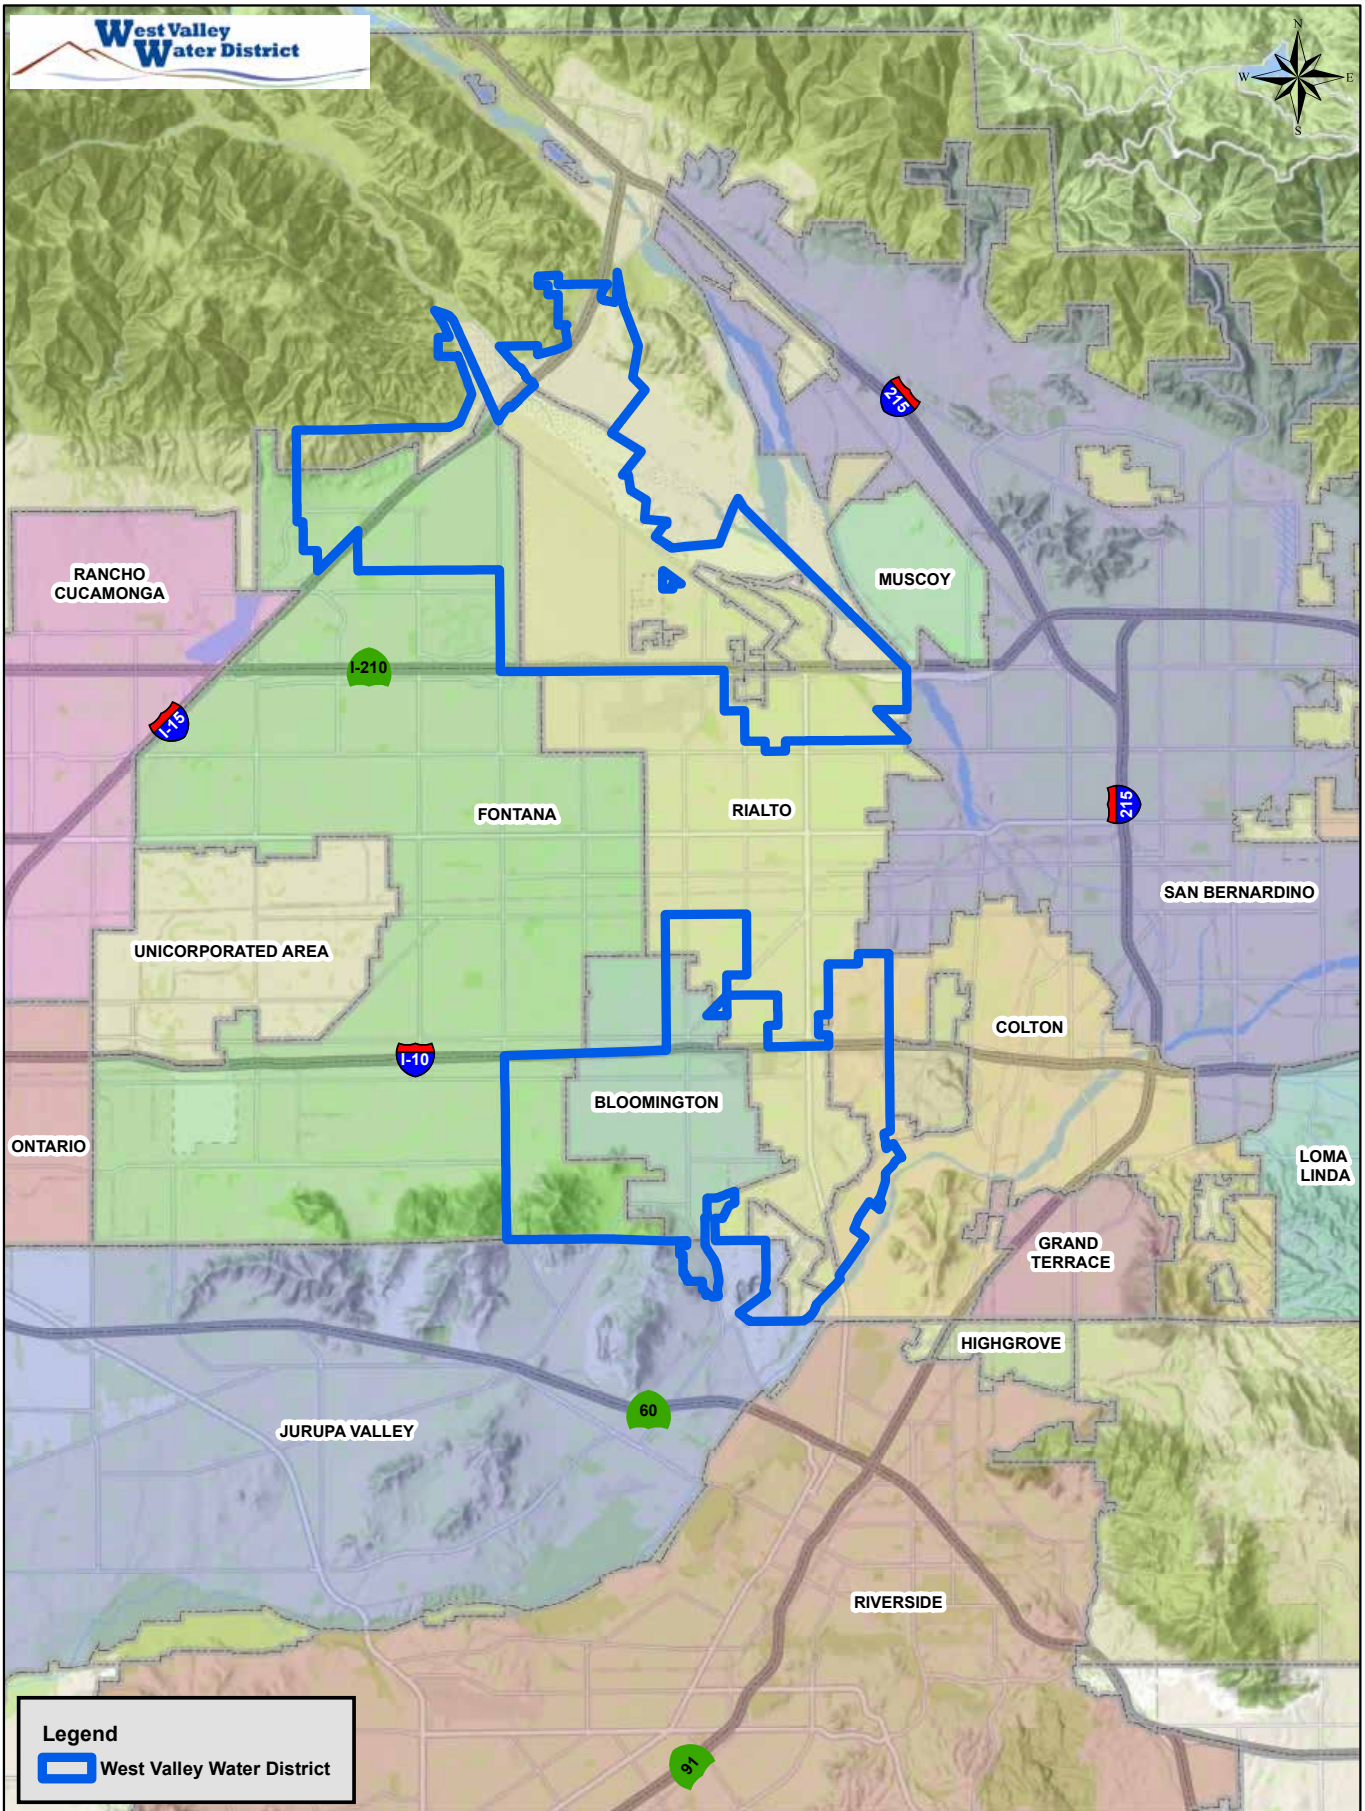 West Valley
Water District
N
W
E
S
215
RANCHO
CUCAMONGA
MUSCOY
I-210
I-15
FONTANA
RIALTO
215
SAN BERNARDINO
UNICORPORATED AREA
COLTON
I-10
BLOOMINGTON
ONTARIO
LOMA
LINDA
GRAND
TERRACE
HIGHGROVE
60
JURUPA VALLEY
RIVERSIDE
Legend
West Valley Water District
91